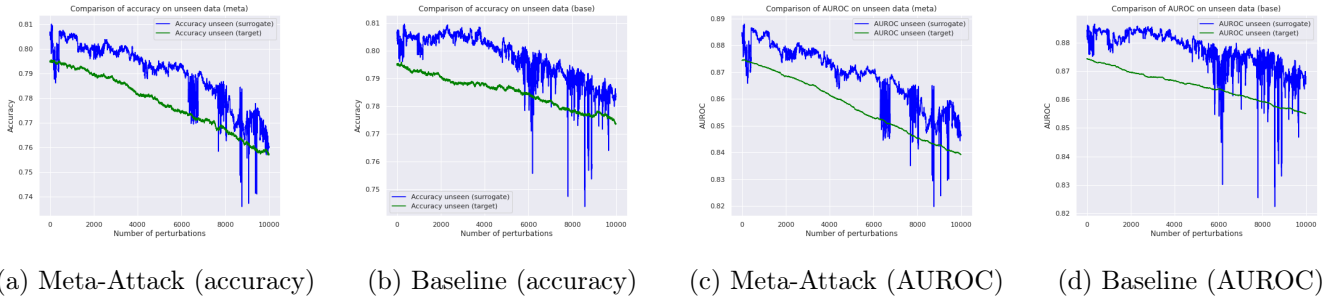 Comparison of accuracy on unseen data (meta)
Accuracy unseen (surrogate)
Accuracy unseen (target)
0.81
0.80
0.79
0.78
0.77
0.76
0.75
0.74
Accuracy
0 2000 4000 6000 8000 10000
Number of perturbations
Comparison of accuracy on unseen data (base)
0.81
0.80
0.79
0.78
0.77
0.76
0.75
Accuracy
Accuracy unseen (surrogate)
Accuracy unseen (target)
0 2000 4000 6000 8000 10000
Number of perturbations
Comparison of AUROC on unseen data (meta)
AUROC unseen (surrogate)
AUROC unseen (target)
0.89
0.88
0.87
0.86
0.85
0.84
0.83
0.82
AUROC
0 2000 4000 6000 8000 10000
Number of perturbations
Comparison of AUROC on unseen data (base)
AUROC unseen (surrogate)
AUROC unseen (target)
0.88
0.87
0.86
0.85
0.84
0.83
0.82
AUROC
0 2000 4000 6000 8000 10000
Number of perturbations
a) Meta-Attack (accuracy)
(b) Baseline (accuracy)
(c) Meta-Attack (AUROC)
(d) Baseline (AUROC)